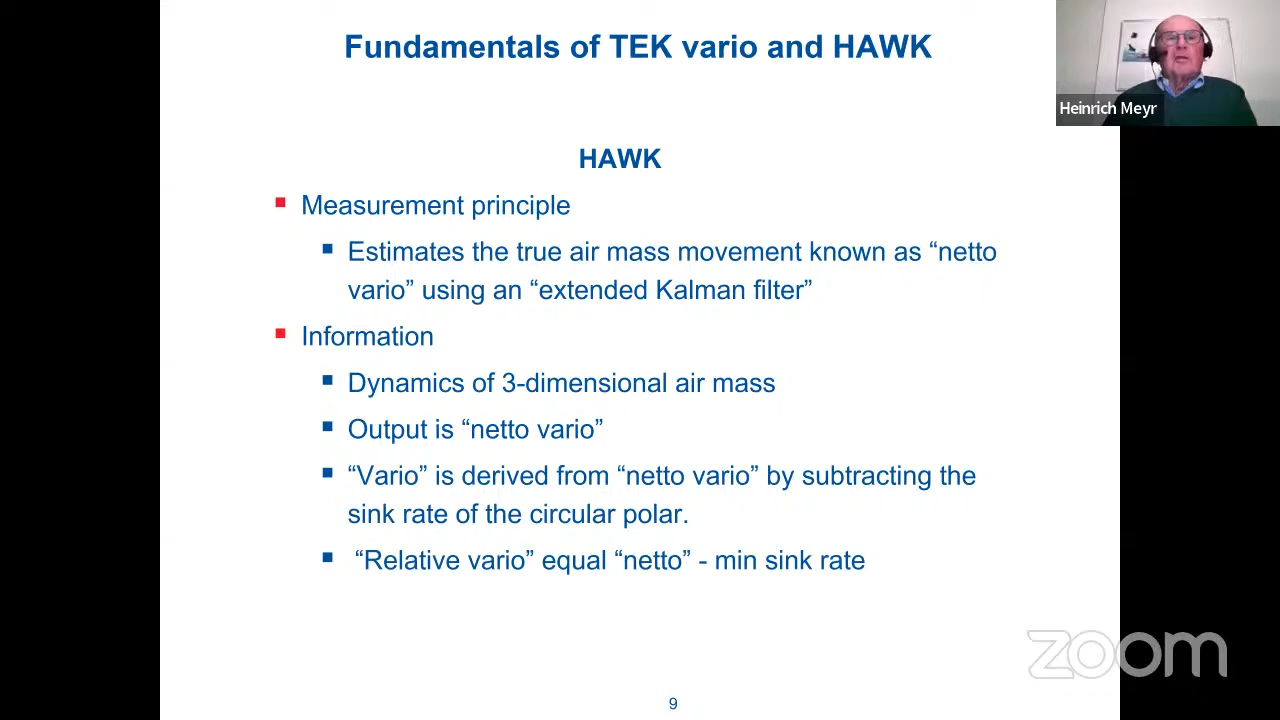 Fundamentals of TEK vario and HAWK
Heinrich Meyr
HAWK
Measurement principle
Estimates the true air mass movement known as “netto
vario” using an “extended Kalman filter”
Information
Dynamics of 3-dimensional air mass
Output is “netto vario”
“Vario” is derived from “netto vario” by subtracting the
sink rate of the circular polar.
“Relative vario” equal “netto” - min sink rate
zoom
9